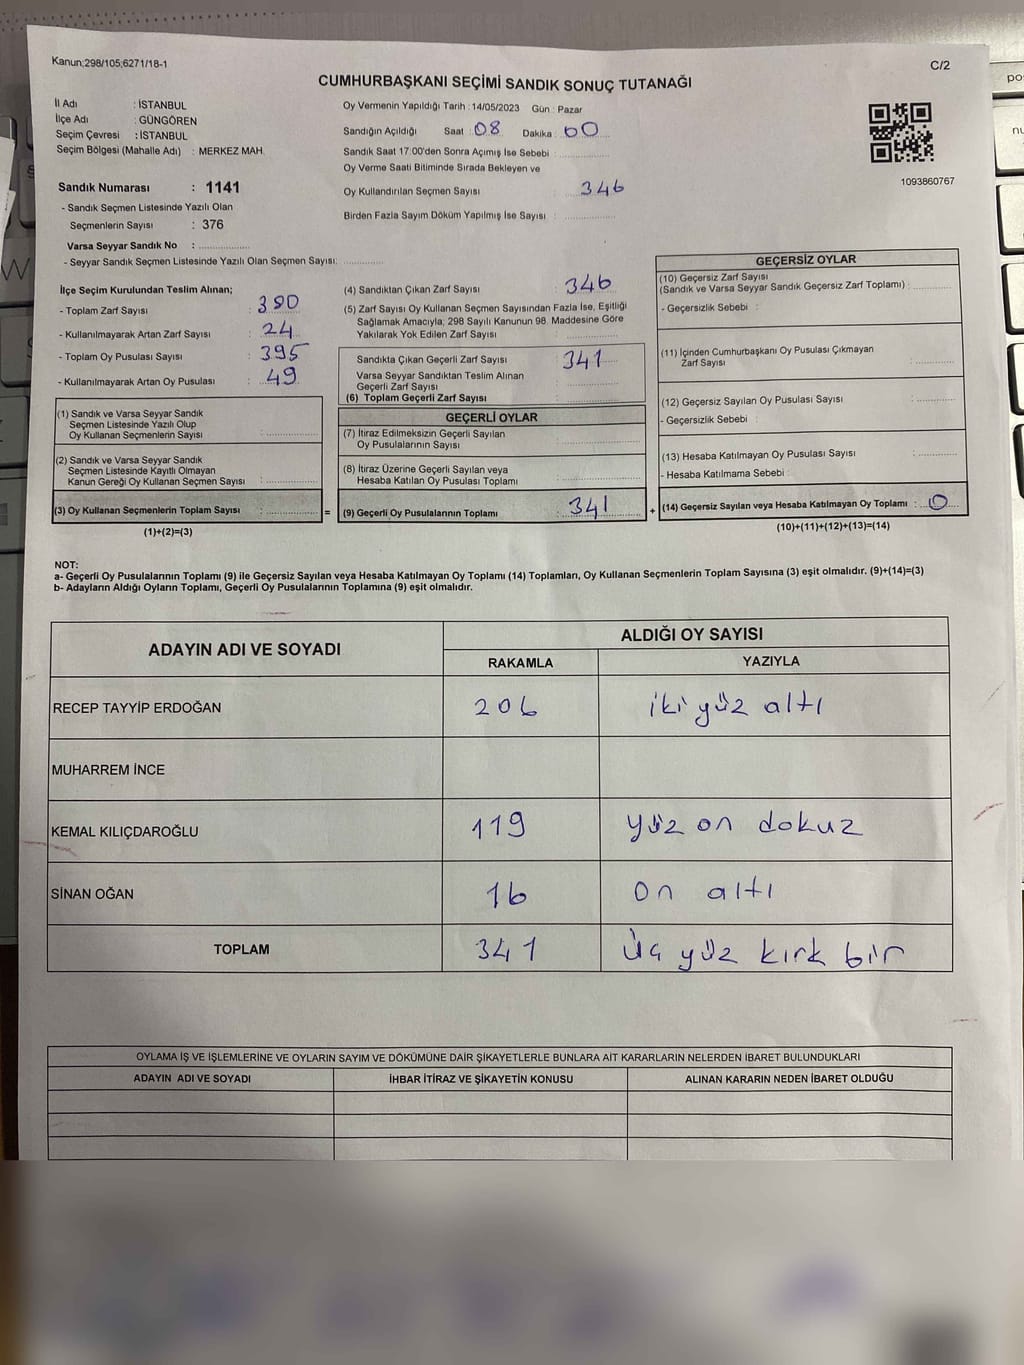 Kanun;298/105;6271/18-1
C/2
CUMHURBAŞKANI SEÇİMİ SANDIK SONUÇ TUTANAĞI
İl Adı : İSTANBUL
İlçe Adı : GÜNGÖREN
Seçim Çevresi : İSTANBUL
Seçim Bölgesi (Mahalle Adı) : MERKEZ MAH.
Sandık Numarası : 1141
- Sandık Seçmen Listesinde Yazılı Olan
Seçmenlerin Sayısı : 376
Varsa Seyyar Sandık No :
- Seyyar Sandık Seçmen Listesinde Yazılı Olan Seçmen Sayısı:
Oy Vermenin Yapıldığı Tarih : 14/05/2023 Gün : Pazar
Sandığın Açıldığı Saat : 08 Dakika : 00
Sandık Saat 17:00'den Sonra Açılmış İse Sebebi :
Oy Verme Saati Bitiminde Sırada Bekleyen ve
Oy Kullandırılan Seçmen Sayısı : 346
Birden Fazla Sayım Döküm Yapılmış İse Sayısı :
1093860767
İlçe Seçim Kurulundan Teslim Alınan;
- Toplam Zarf Sayısı : 380
- Kullanılmayarak Artan Zarf Sayısı : 24
- Toplam Oy Pusulası Sayısı : 395
- Kullanılmayarak Artan Oy Pusulası : 49
(1) Sandık ve Varsa Seyyar Sandık
Seçmen Listesinde Yazılı Olup
Oy Kullanan Seçmenlerin Sayısı :
(2) Sandık ve Varsa Seyyar Sandık
Seçmen Listesinde Kayıtlı Olmayan
Kanun Gereği Oy Kullanan Seçmen Sayısı :
(3) Oy Kullanan Seçmenlerin Toplam Sayısı :
(1)+(2)=(3)
=
(4) Sandıktan Çıkan Zarf Sayısı : 346
(5) Zarf Sayısı Oy Kullanan Seçmen Sayısından Fazla İse, Eşitliği
Sağlamak Amacıyla; 298 Sayılı Kanunun 98. Maddesine Göre
Yakılarak Yok Edilen Zarf Sayısı :
Sandıkta Çıkan Geçerli Zarf Sayısı : 341
Varsa Seyyar Sandıktan Teslim Alınan
Geçerli Zarf Sayısı :
(6) Toplam Geçerli Zarf Sayısı :
GEÇERLİ OYLAR
(7) İtiraz Edilmeksizin Geçerli Sayılan
Oy Pusulalarının Sayısı :
(8) İtiraz Üzerine Geçerli Sayılan veya
Hesaba Katılan Oy Pusulası Toplamı :
(9) Geçerli Oy Pusulalarının Toplamı : 341
+
GEÇERSİZ OYLAR
(10) Geçersiz Zarf Sayısı
(Sandık ve Varsa Seyyar Sandık Geçersiz Zarf Toplamı) :
- Geçersizlik Sebebi :
(11) İçinden Cumhurbaşkanı Oy Pusulası Çıkmayan
Zarf Sayısı :
(12) Geçersiz Sayılan Oy Pusulası Sayısı :
- Geçersizlik Sebebi :
(13) Hesaba Katılmayan Oy Pusulası Sayısı :
- Hesaba Katılmama Sebebi :
(14) Geçersiz Sayılan veya Hesaba Katılmayan Oy Toplamı : 0
(10)+(11)+(12)+(13)=(14)
NOT:
a- Geçerli Oy Pusulalarının Toplamı (9) ile Geçersiz Sayılan veya Hesaba Katılmayan Oy Toplamı (14) Toplamları, Oy Kullanan Seçmenlerin Toplam Sayısına (3) eşit olmalıdır. (9)+(14)=(3)
b- Adayların Aldığı Oyların Toplamı, Geçerli Oy Pusulalarının Toplamına (9) eşit olmalıdır.
ADAYIN ADI VE SOYADI
ALDIĞI OY SAYISI
RAKAMLA YAZIYLA
RECEP TAYYİP ERDOĞAN 206 iki yüz altı
MUHARREM İNCE
KEMAL KILIÇDAROĞLU 119 yüz on dokuz
SİNAN OĞAN 16 on altı
TOPLAM 341 üç yüz kırk bir
OYLAMA İŞ VE İŞLEMLERİNE VE OYLARIN SAYIM VE DÖKÜMÜNE DAİR ŞİKAYETLERLE BUNLARA AİT KARARLARIN NELERDEN İBARET BULUNDUKLARI
ADAYIN ADI VE SOYADI İHBAR İTİRAZ VE ŞİKAYETİN KONUSU ALINAN KARARIN NEDEN İBARET OLDUĞU